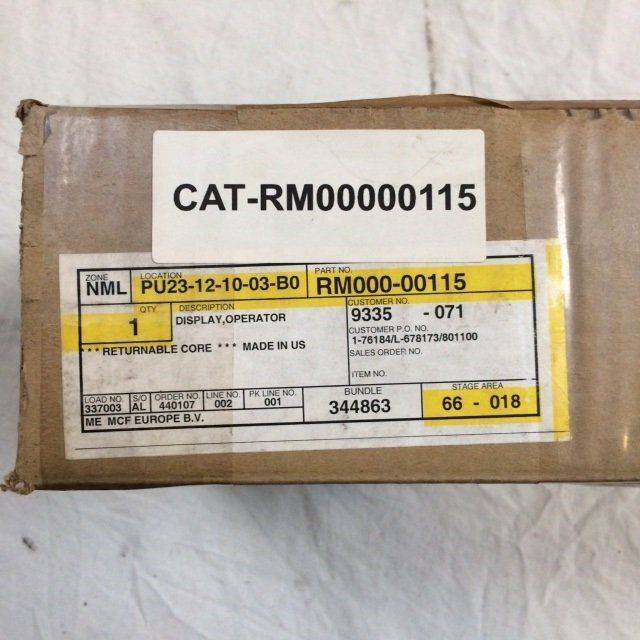 CAT-RM00000115
ZONE LOCATION PART NO.
NML PU23-12-10-03-B0 RM000-00115
QTY DESCRIPTION CUSTOMER NO.
1 DISPLAY,OPERATOR 9335 - 071
CUSTOMER P.O. NO.
1-76184/L-678173/801100
*** RETURNABLE CORE *** MADE IN US
SALES ORDER NO.
ITEM NO.
LOAD NO. S/O ORDER NO. LINE NO. PK LINE NO. BUNDLE STAGE AREA
337003 AL 440107 002 001 344863 66 - 018
ME MCF EUROPE B.V.